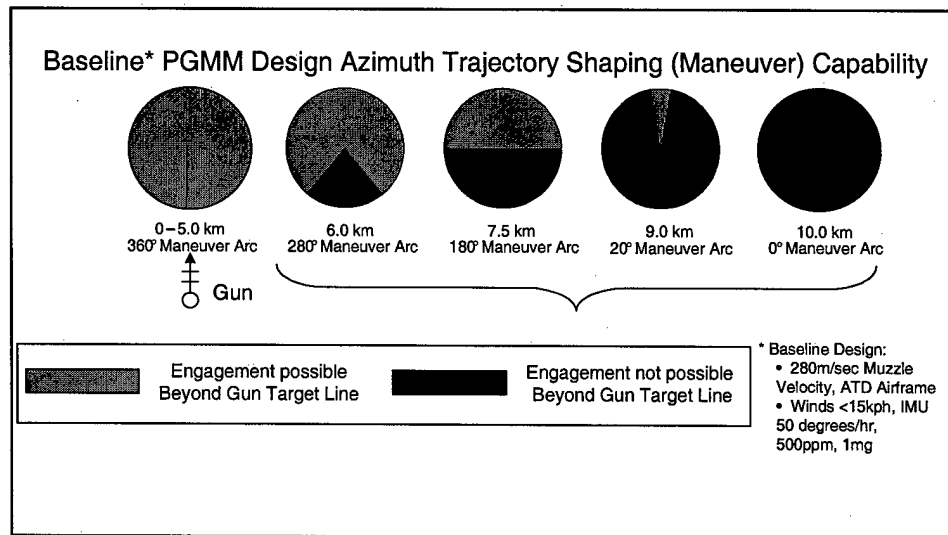 Baseline* PGMM Design Azimuth Trajectory Shaping (Maneuver) Capability
0–5.0 km
360° Maneuver Arc
6.0 km
280° Maneuver Arc
7.5 km
180° Maneuver Arc
9.0 km
20° Maneuver Arc
10.0 km
0° Maneuver Arc
Gun
Engagement possible
Beyond Gun Target Line
Engagement not possible
Beyond Gun Target Line
* Baseline Design:
• 280m/sec Muzzle
Velocity, ATD Airframe
• Winds <15kph, IMU
50 degrees/hr,
500ppm, 1mg